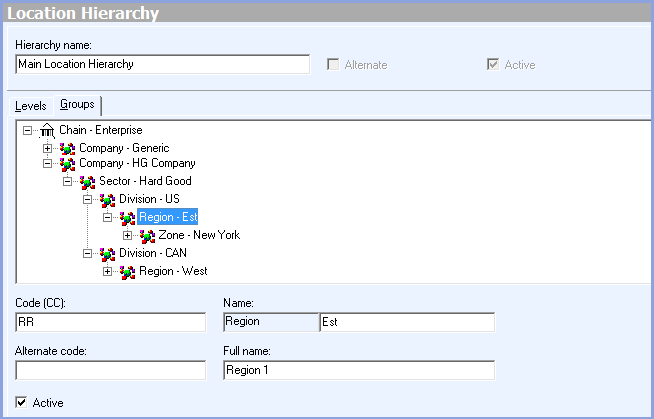 Location Hierarchy
Hierarchy name:
Main Location Hierarchy
Alternate
Active
Levels
Groups
Chain - Enterprise
Company - Generic
Company - HG Company
Sector - Hard Good
Division - US
Region - Est
Zone - New York
Division - CAN
Region - West
Code (CC):
Name:
RR
Region
Est
Alternate code:
Full name:
Region 1
Active